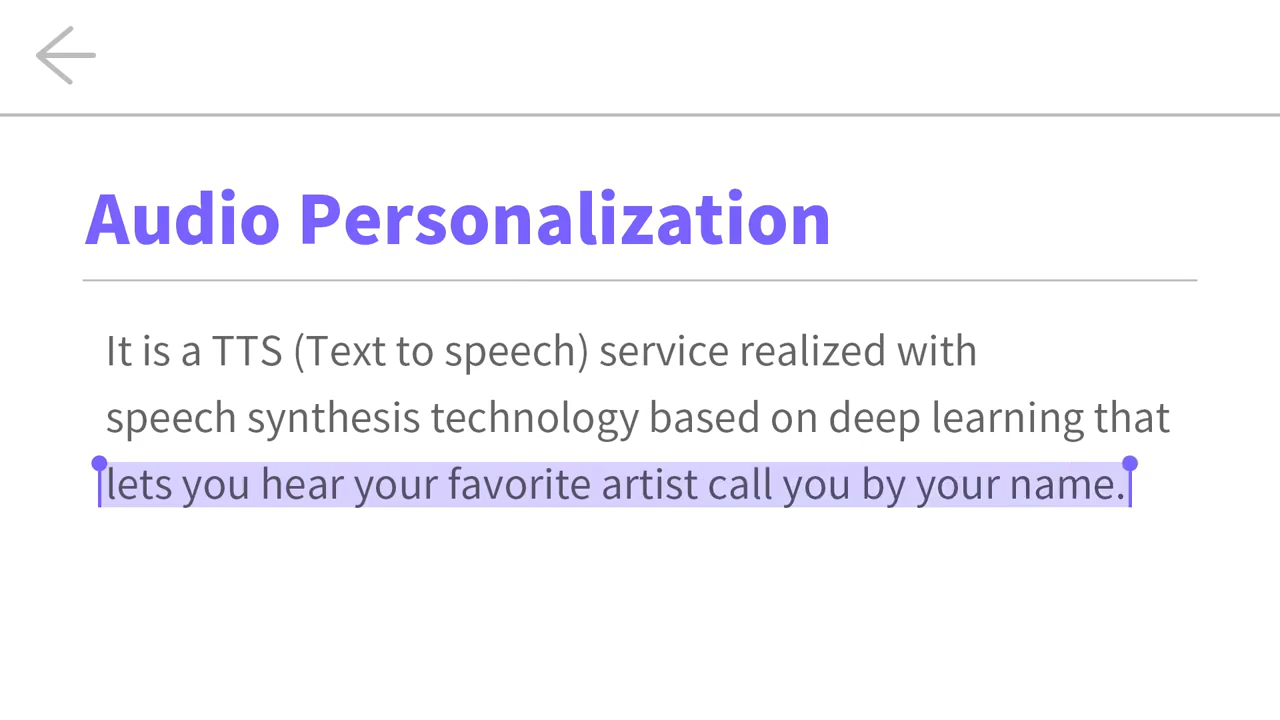 Audio Personalization
It is a TTS (Text to speech) service realized with
speech synthesis technology based on deep learning that
lets you hear your favorite artist call you by your name.